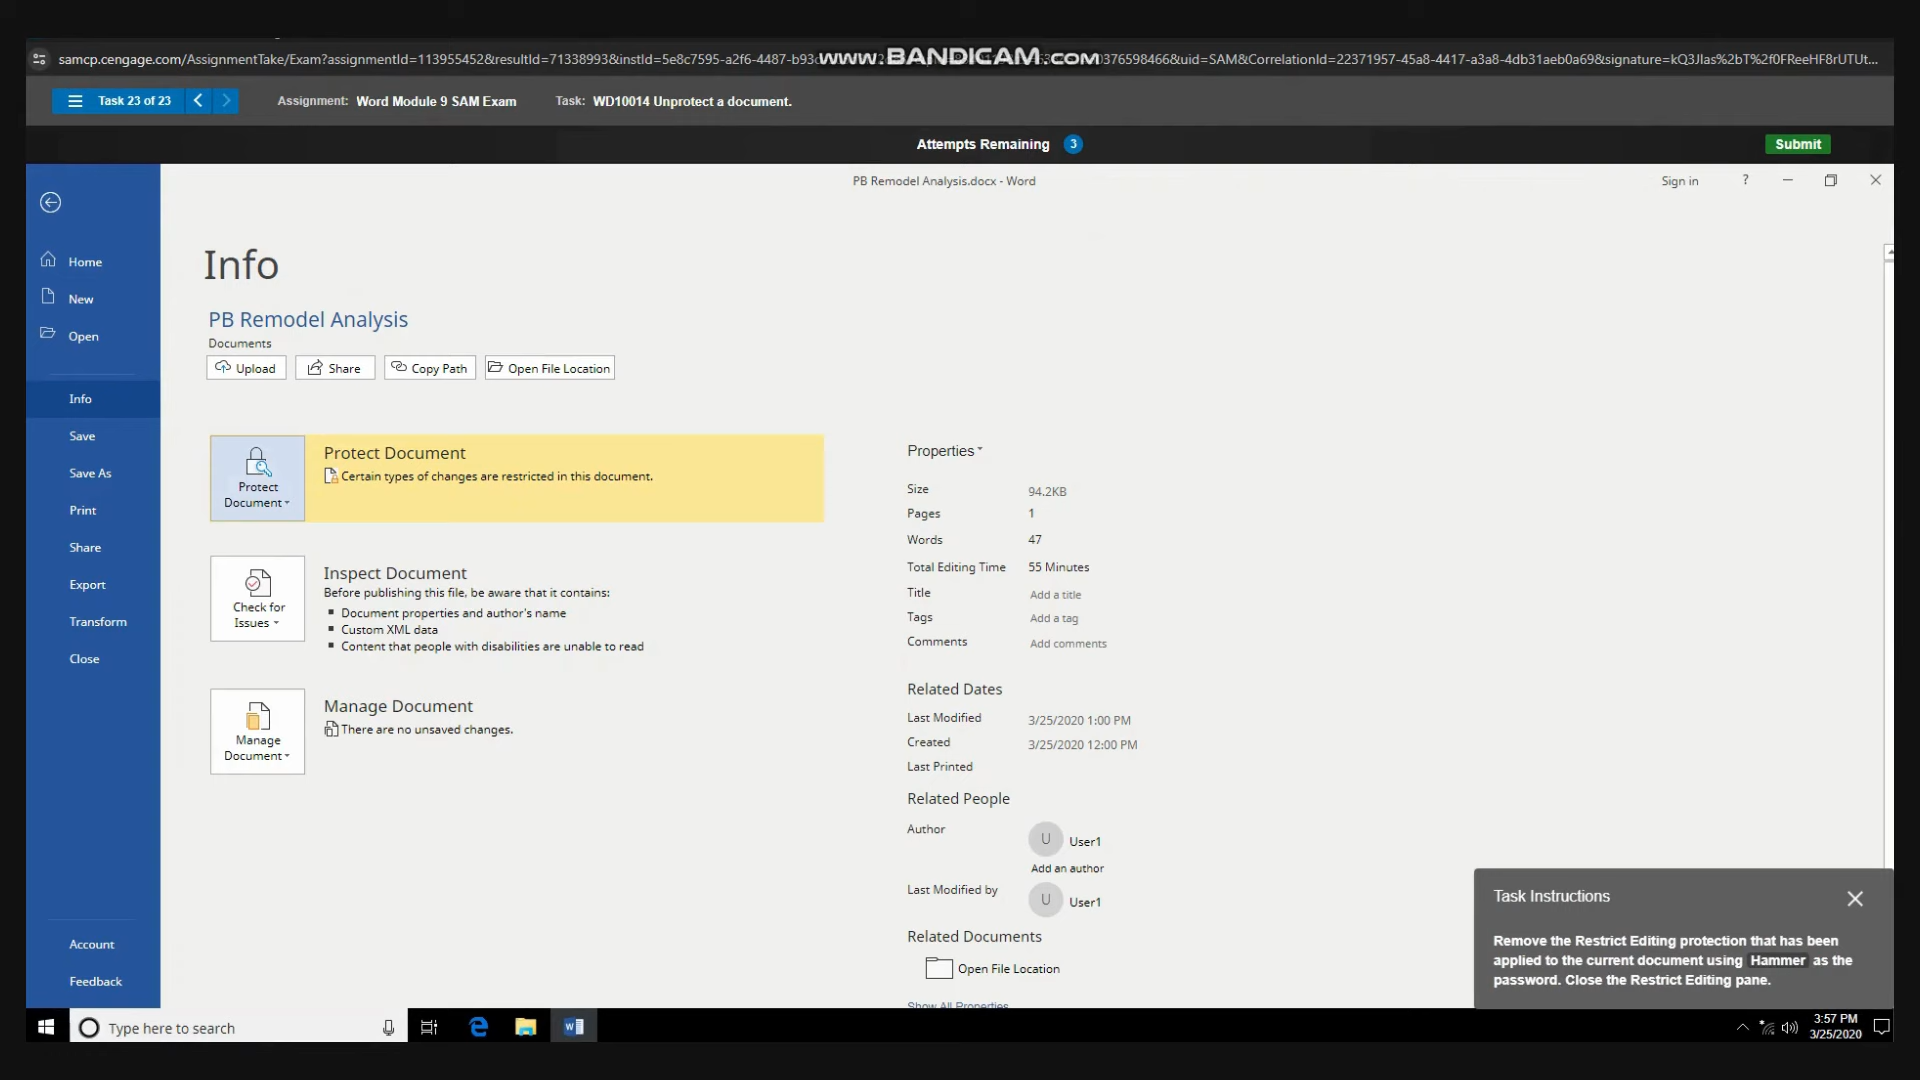 samcp.cengage.com/AssignmentTake/Exam?assignmentId=113955452&resultId=71338993&instId=5e8c7595-a2f6-4487-b93
www.BANDICAM.com
0376598466&uid=SAM&CorrelationId=22371957-45a8-4417-a3a8-4db31aeb0a69&signature=kQ3JIas%2bT%2f0FReeHF8rUTUt...
Task 23 of 23
Assignment: Word Module 9 SAM Exam
Task: WD10014 Unprotect a document.
Attempts Remaining 3
Submit
PB Remodel Analysis.docx - Word
Sign in
?
Home
New
Open
Info
Save
Save As
Print
Share
Export
Transform
Close
Account
Feedback
Info
PB Remodel Analysis
Documents
Upload
Share
Copy Path
Open File Location
Protect
Document
Protect Document
Certain types of changes are restricted in this document.
Check for
Issues
Inspect Document
Before publishing this file, be aware that it contains:
Document properties and author's name
Custom XML data
Content that people with disabilities are unable to read
Manage
Document
Manage Document
There are no unsaved changes.
Properties
Size 94.2KB
Pages 1
Words 47
Total Editing Time 55 Minutes
Title Add a title
Tags Add a tag
Comments Add comments
Related Dates
Last Modified 3/25/2020 1:00 PM
Created 3/25/2020 12:00 PM
Last Printed
Related People
Author
U User1
Add an author
Last Modified by
U User1
Related Documents
Open File Location
Show All Properties
Task Instructions
Remove the Restrict Editing protection that has been
applied to the current document using Hammer as the
password. Close the Restrict Editing pane.
Type here to search
3:57 PM
3/25/2020